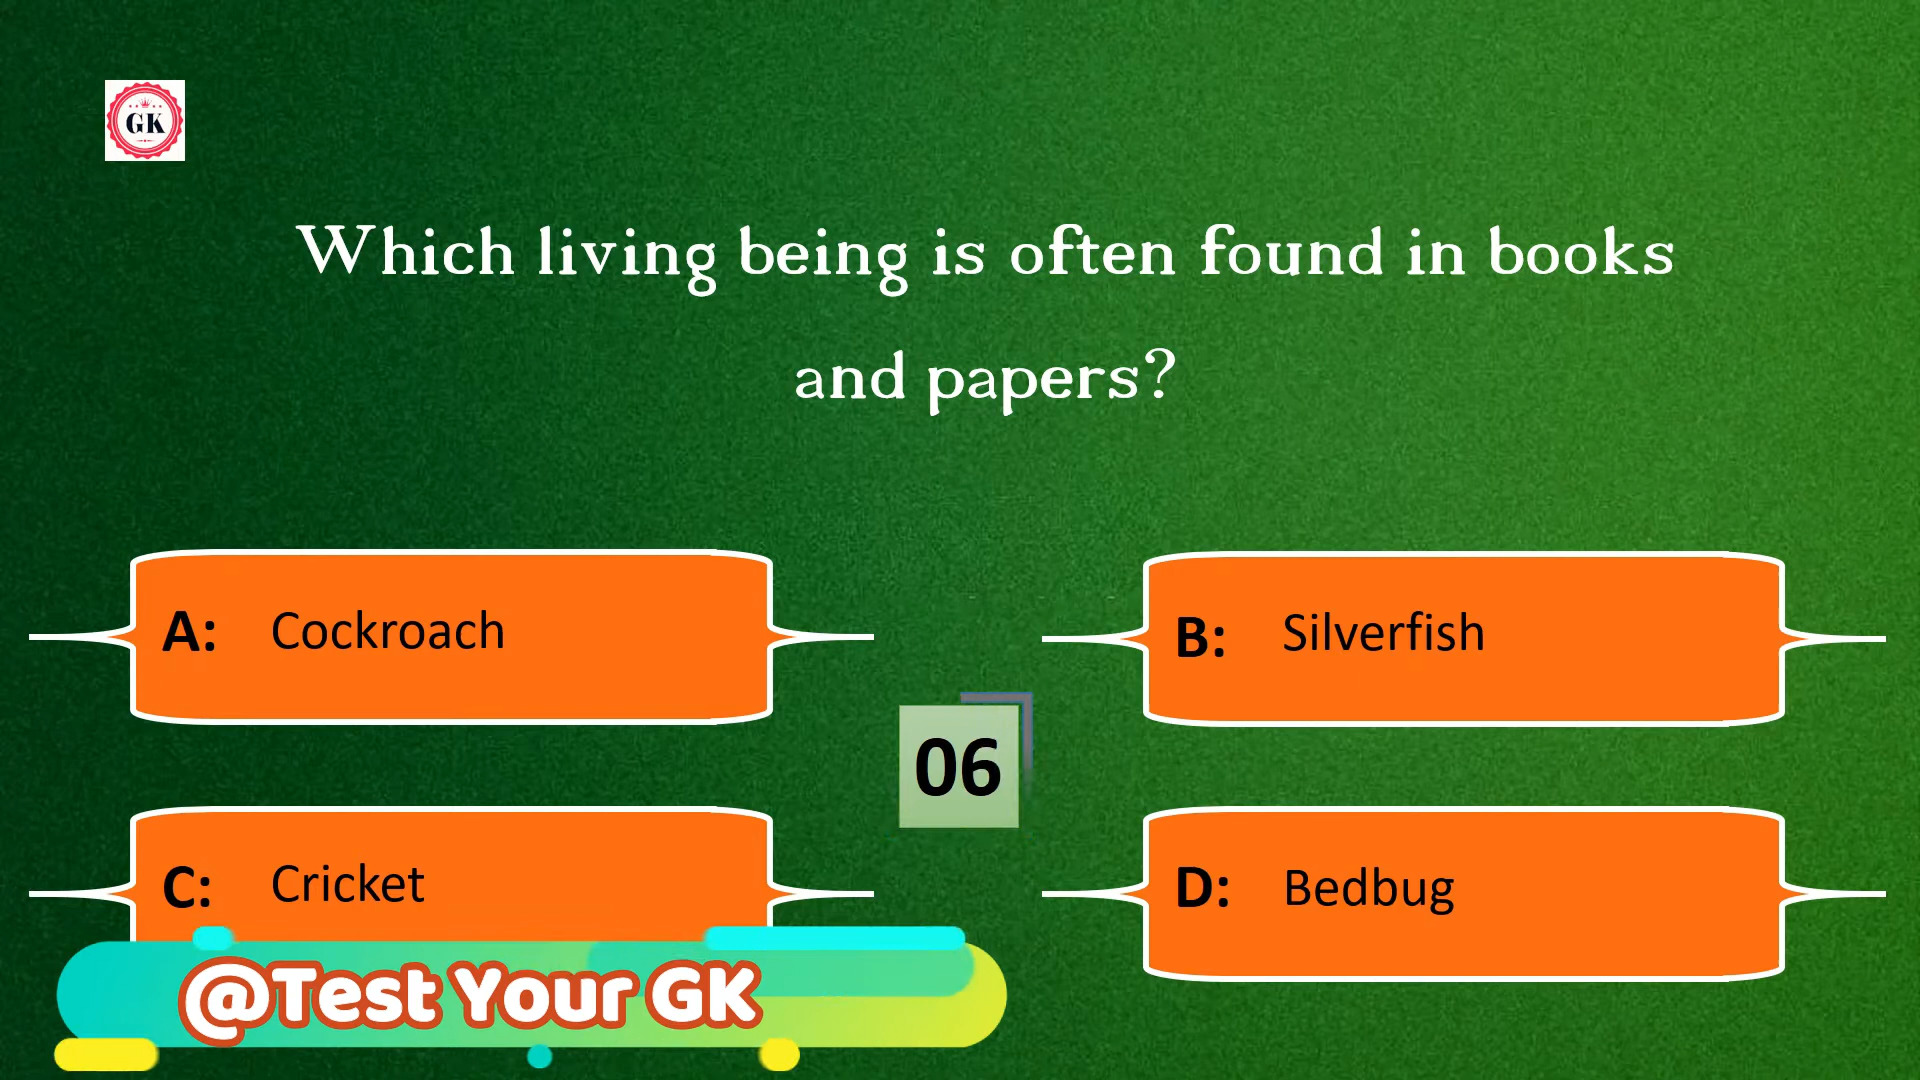 GK
Which living being is often found in books
and papers?
A: Cockroach
B: Silverfish
06
C: Cricket
D: Bedbug
@Test Your GK